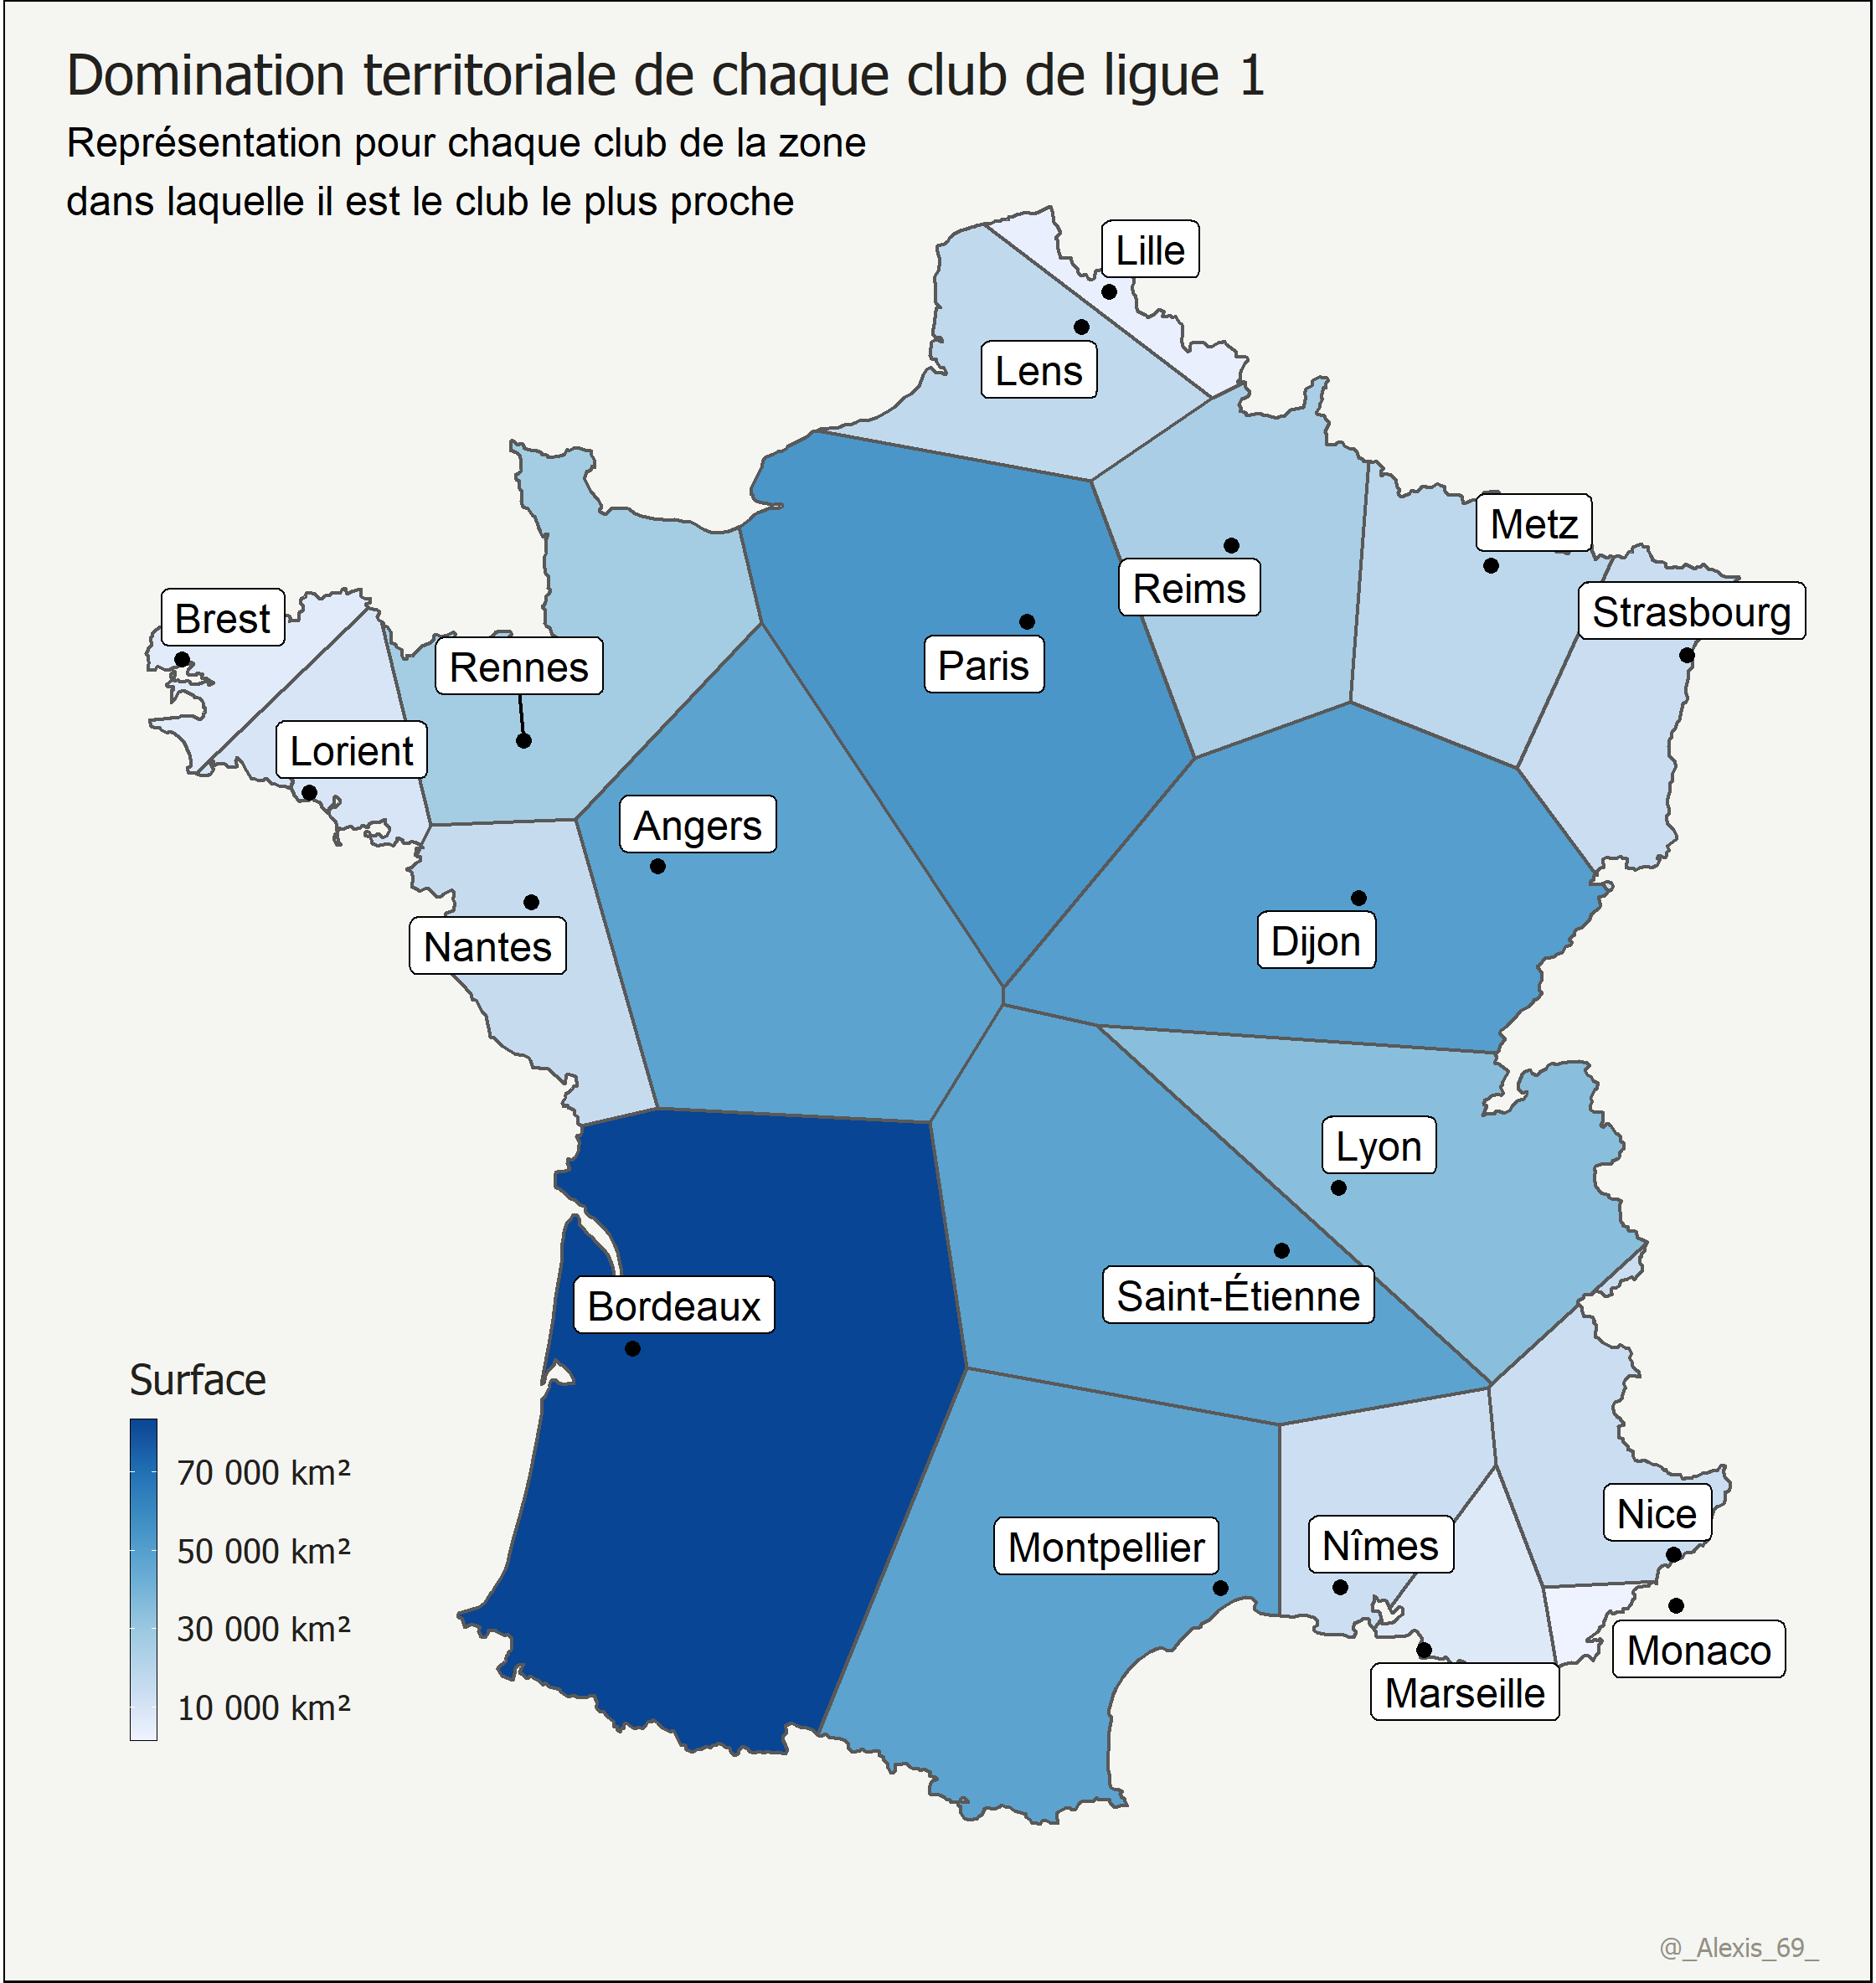 Domination territoriale de chaque club de ligue 1
Représentation pour chaque club de la zone
dans laquelle il est le club le plus proche
Lille
Lens
Metz
Reims
Strasbourg
Brest
Rennes
Paris
Lorient
Angers
Nantes
Dijon
Lyon
Saint-Étienne
Bordeaux
Surface
70 000 km²
50 000 km²
30 000 km²
10 000 km²
Montpellier
Nîmes
Nice
Monaco
Marseille
@_Alexis_69_